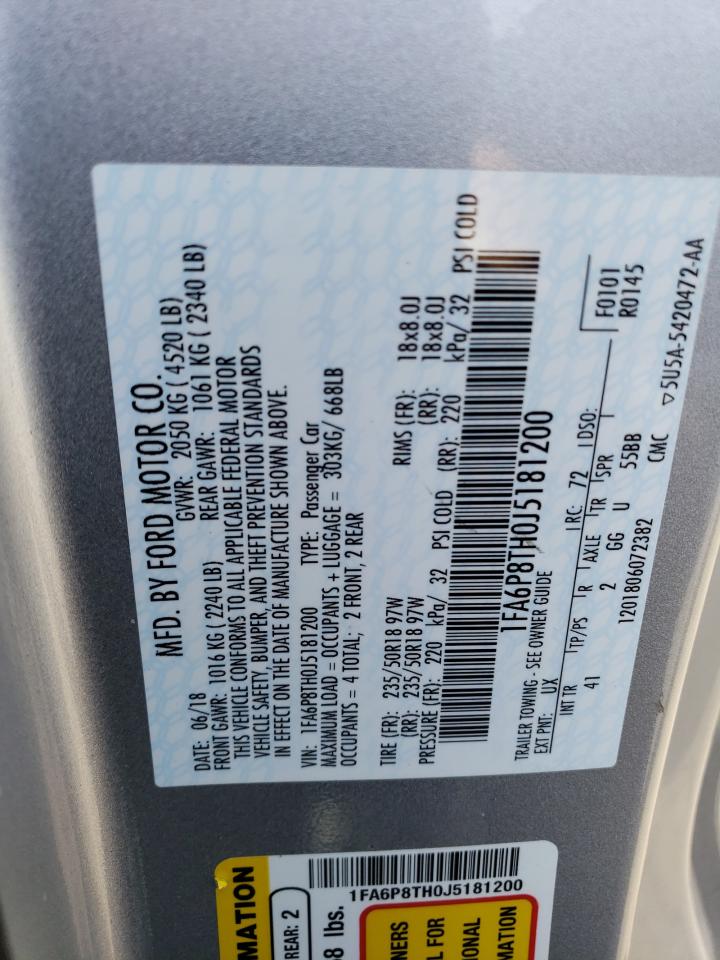 MFD. BY FORD MOTOR CO.
DATE: 06/18 GVWR: 2050 KG ( 4520 LB)
FRONT GAWR: 1016 KG (2240 LB) REAR GAWR: 1061 KG ( 2340 LB)
THIS VEHICLE CONFORMS TO ALL APPLICABLE FEDERAL MOTOR
VEHICLE SAFETY, BUMPER, AND THEFT PREVENTION STANDARDS
IN EFFECT ON THE DATE OF MANUFACTURE SHOWN ABOVE.
VIN: 1FA6P8TH0J5181200 TYPE: Passenger Car
MAXIMUM LOAD = OCCUPANTS + LUGGAGE = 303KG/ 668LB
OCCUPANTS = 4 TOTAL; 2 FRONT, 2 REAR
TIRE (FR): 235/50R18 97W RIMS (FR): 18x8.0J
(RR): 235/50R18 97W (RR): 18x8.0J
PRESSURE (FR): 220 kPa/ 32 PSI COLD (RR): 220 kPa/ 32 PSI COLD
1FA6P8TH0J5181200
TRAILER TOWING - SEE OWNER GUIDE
EXT PNT: UX RC: 72 DSO:
F0101
R0145
INT TR TP/PS R AXLE TR SPR
41 2 GG U 55BB
1201806072382 CMC ▽5U5A-5420472-AA
MATION
REAR: 2
8 lbs.
1FA6P8TH0J5181200
NERS
L FOR
IONAL
MATION